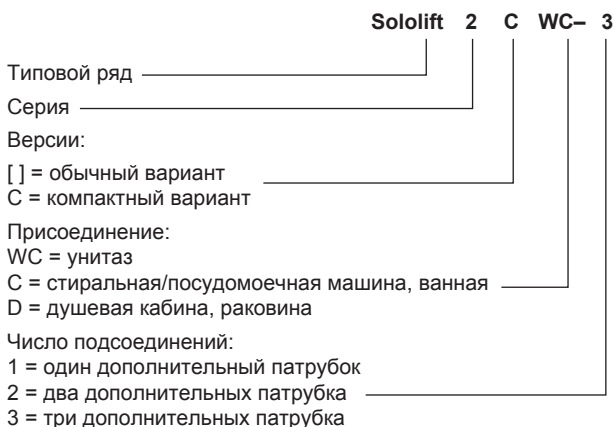 Sololift 2 C WC– 3
Типовой ряд
Серия
Версии:
[ ] = обычный вариант
C = компактный вариант
Присоединение:
WC = унитаз
C = стиральная/посудомоечная машина, ванная
D = душевая кабина, раковина
Число подсоединений:
1 = один дополнительный патрубок
2 = два дополнительных патрубка
3 = три дополнительных патрубка